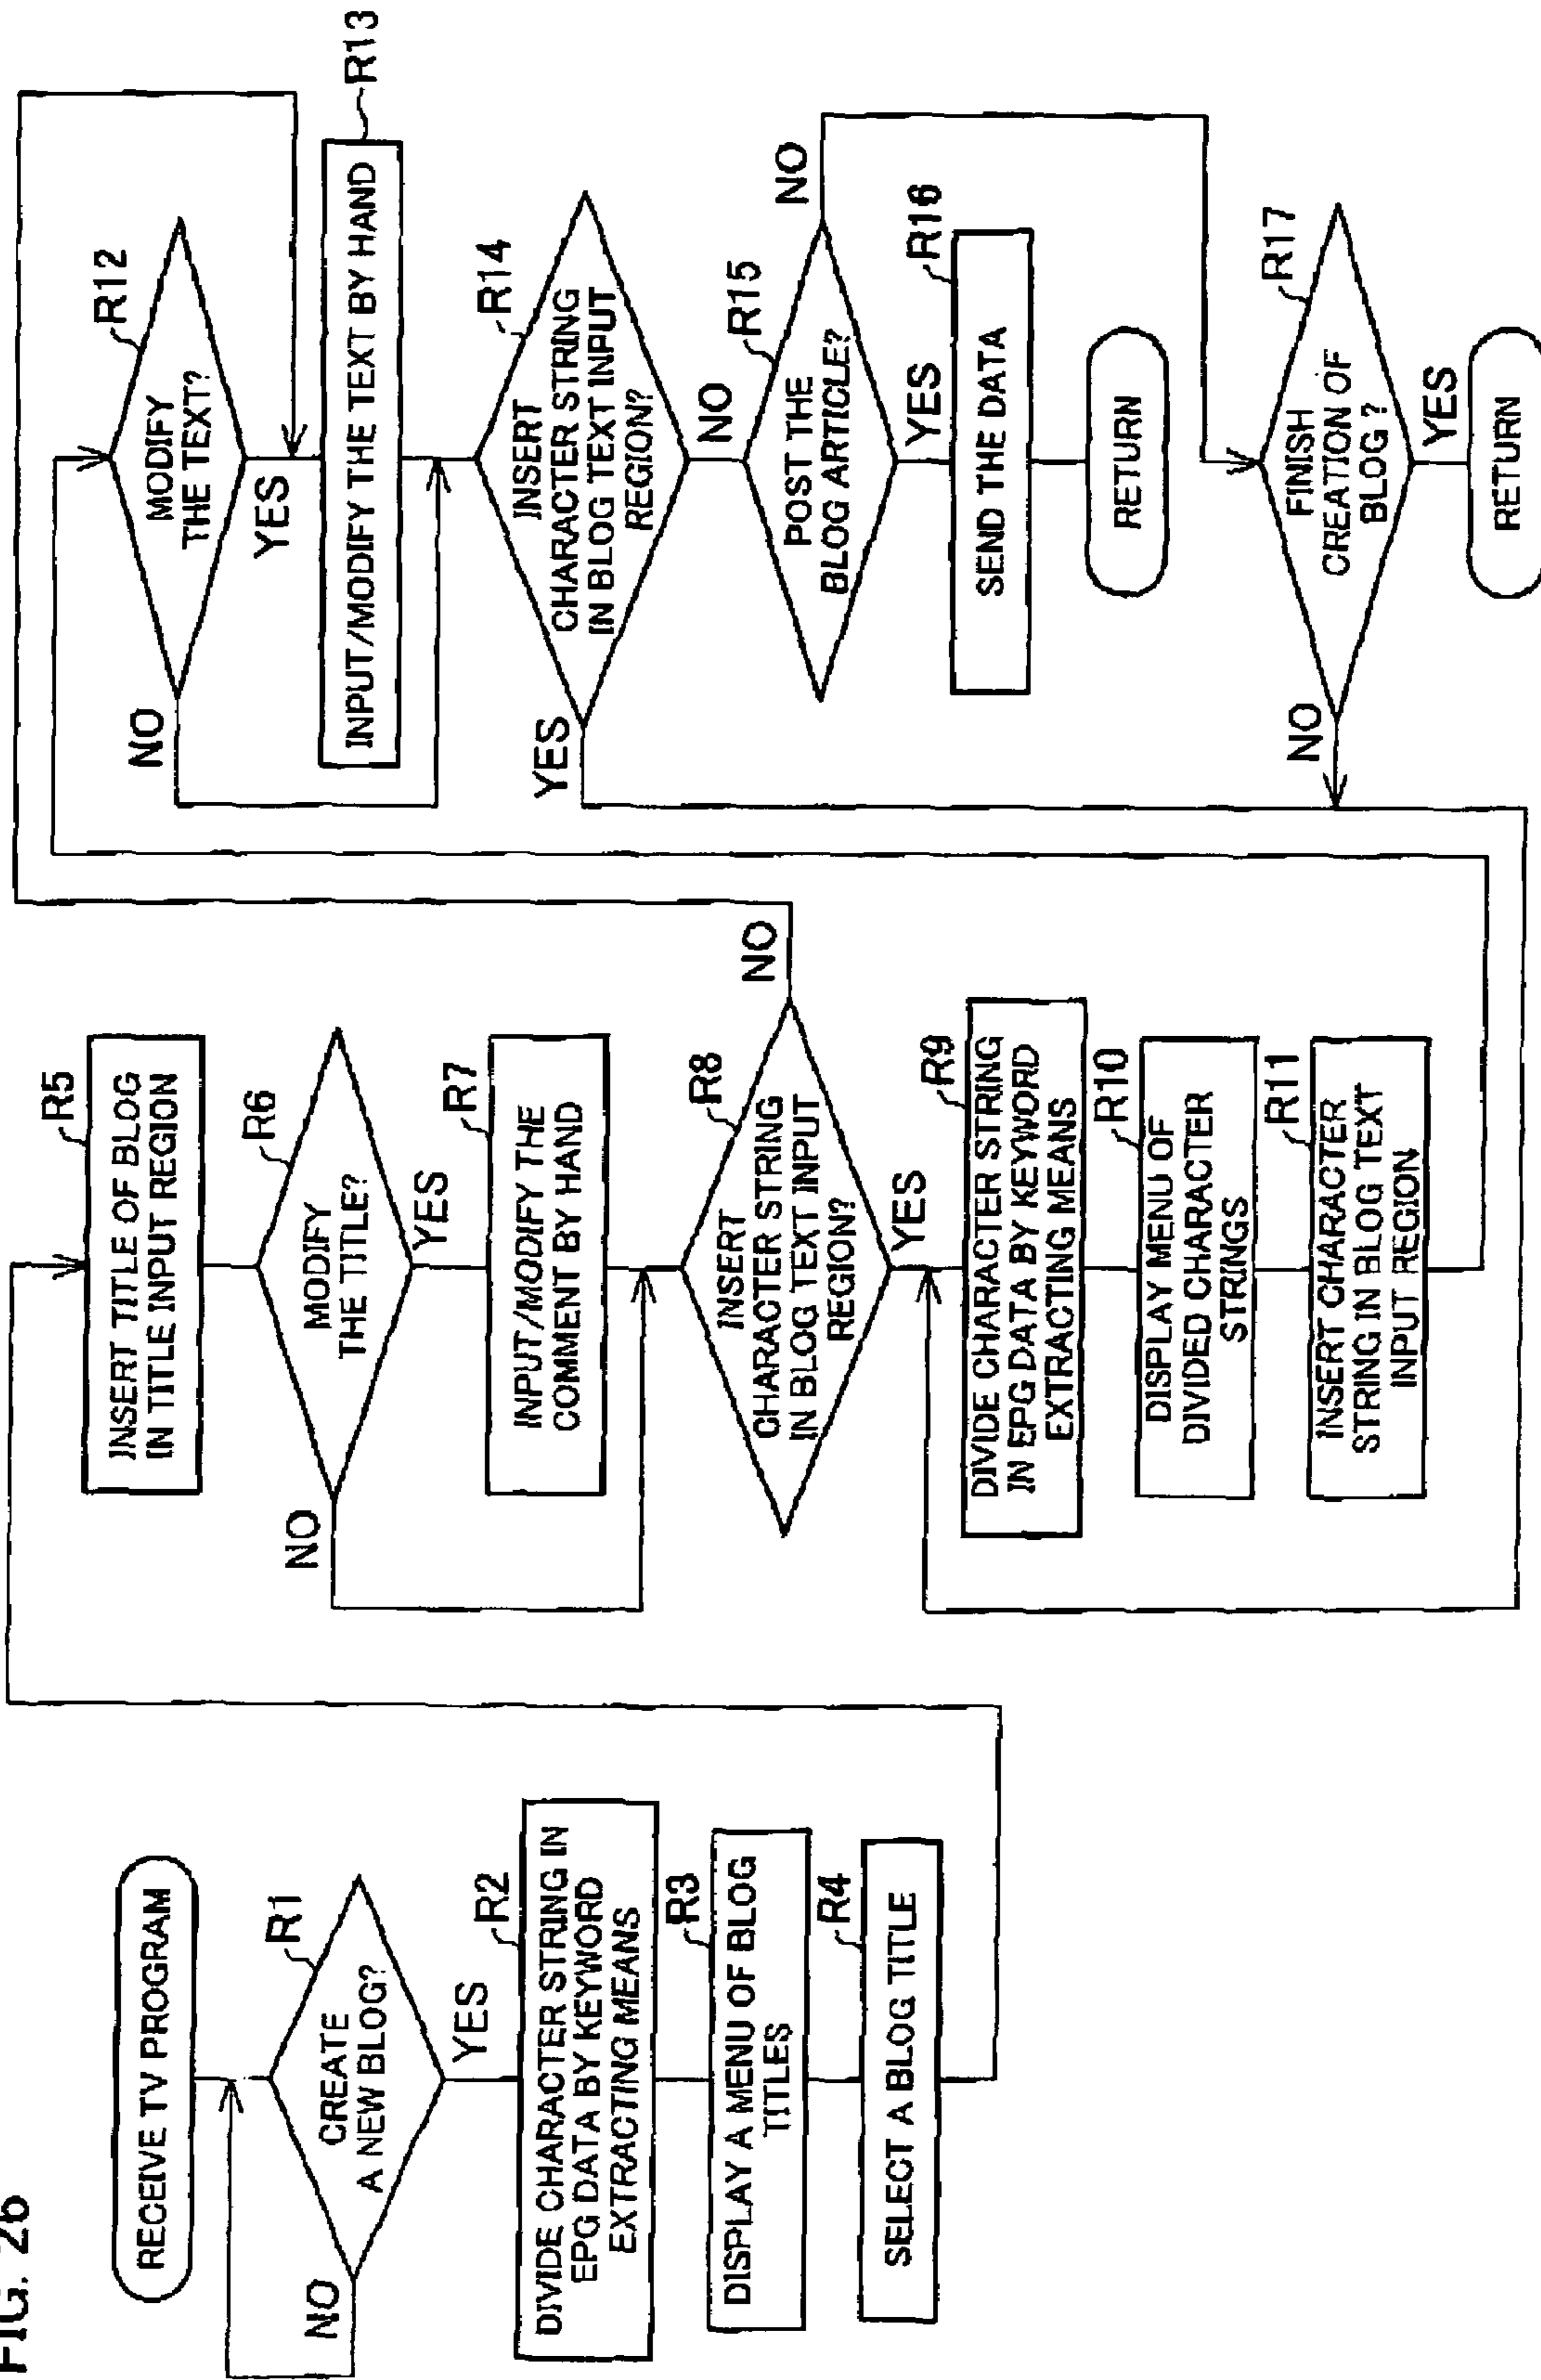 FIG. 26
RECEIVE TV PROGRAM
R1
CREATE
A NEW BLOG?
NO
YES
R2
DIVIDE CHARACTER STRING IN
EPG DATA BY KEYWORD
EXTRACTING MEANS
R3
DISPLAY A MENU OF BLOG
TITLES
R4
SELECT A BLOG TITLE
R5
INSERT TITLE OF BLOG
IN TITLE INPUT REGION
R6
MODIFY
THE TITLE?
NO
YES
R7
INPUT/MODIFY THE
COMMENT BY HAND
R8
INSERT
CHARACTER STRING
IN BLOG TEXT INPUT
REGION?
NO
YES
R9
DIVIDE CHARACTER STRING
IN EPG DATA BY KEYWORD
EXTRACTING MEANS
R10
DISPLAY MENU OF
DIVIDED CHARACTER
STRINGS
R11
INSERT CHARACTER
STRING IN BLOG TEXT
INPUT REGION
R12
MODIFY
THE TEXT?
NO
YES
R13
INPUT/MODIFY THE TEXT BY HAND
R14
INSERT
CHARACTER STRING
IN BLOG TEXT INPUT
REGION?
YES
NO
R15
POST THE
BLOG ARTICLE?
NO
YES
R16
SEND THE DATA
RETURN
R17
FINISH
CREATION OF
BLOG ?
NO
YES
RETURN